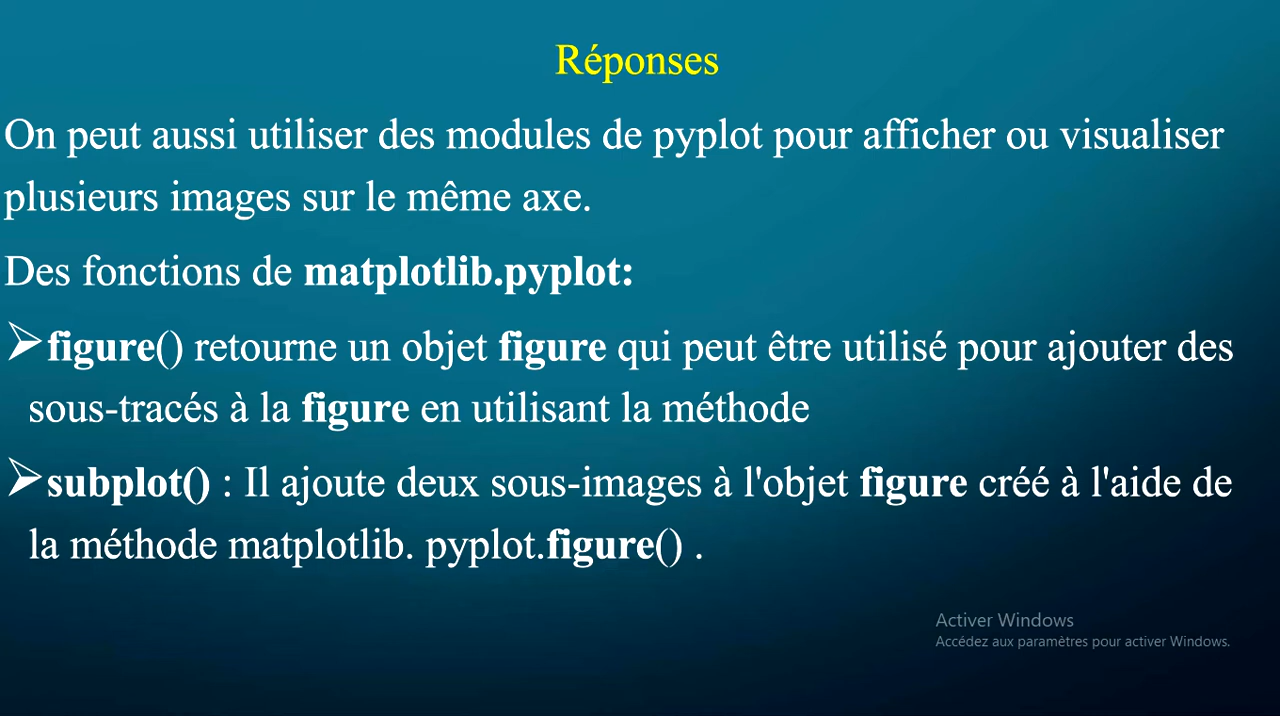 Réponses
On peut aussi utiliser des modules de pyplot pour afficher ou visualiser
plusieurs images sur le même axe.
Des fonctions de matplotlib.pyplot:
➢figure() retourne un objet figure qui peut être utilisé pour ajouter des
sous-tracés à la figure en utilisant la méthode
➢subplot() : Il ajoute deux sous-images à l'objet figure créé à l'aide de
la méthode matplotlib. pyplot.figure() .
Activer Windows
Accédez aux paramètres pour activer Windows.